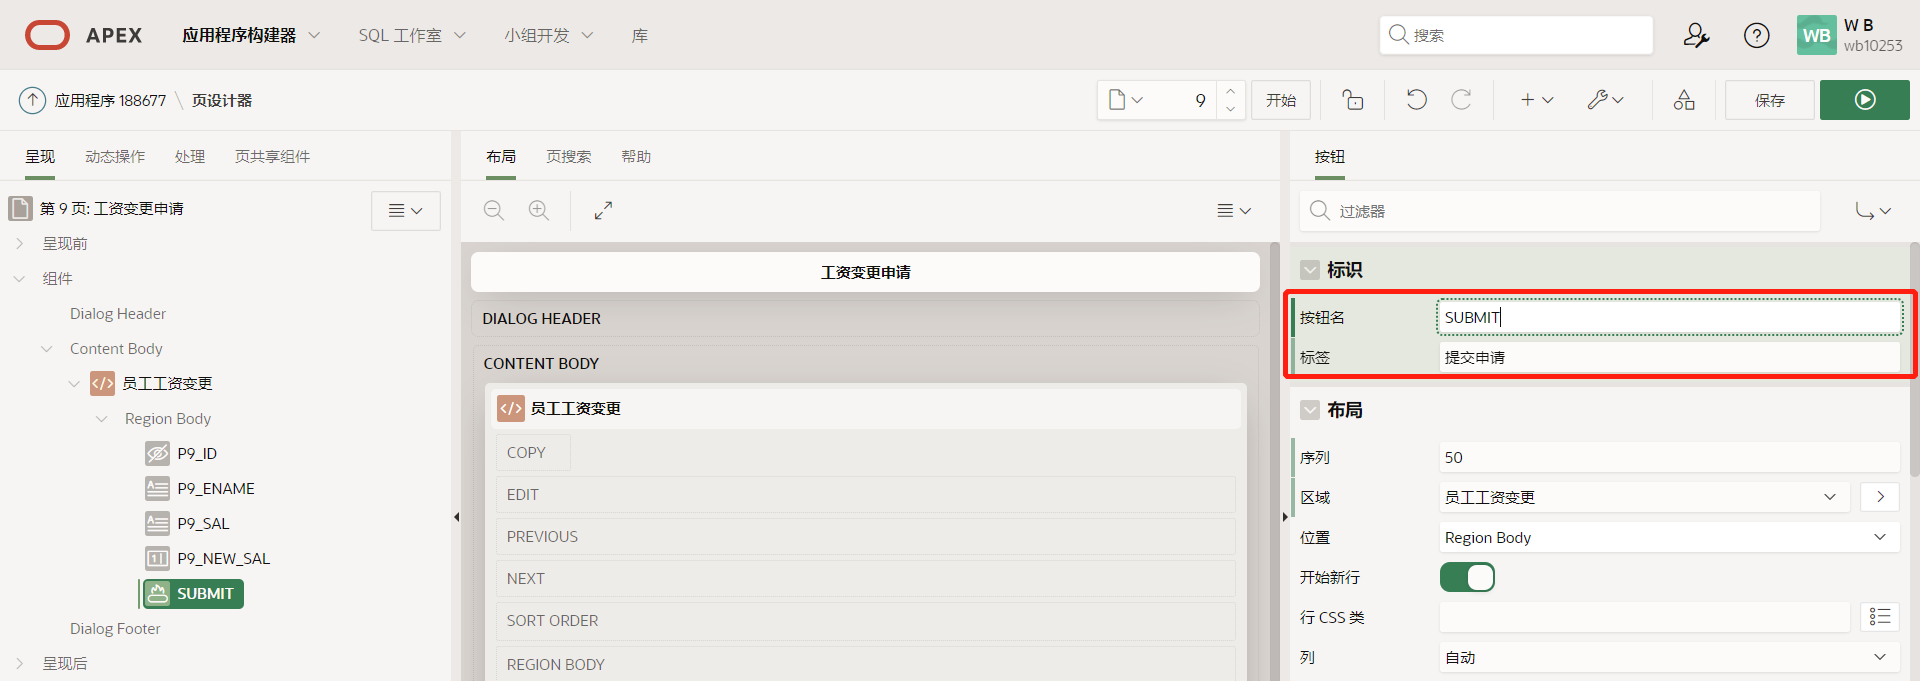 APEX
应用程序构建器
SQL 工作室
小组开发
库
搜索
WB
W B
wb10253
应用程序 188677 \ 页设计器
9
开始
保存
呈现
动态操作
处理
页共享组件
布局
页搜索
帮助
按钮
第 9 页: 工资变更申请
呈现前
组件
Dialog Header
Content Body
员工工资变更
Region Body
P9_ID
P9_ENAME
P9_SAL
P9_NEW_SAL
SUBMIT
Dialog Footer
呈现后
工资变更申请
DIALOG HEADER
CONTENT BODY
员工工资变更
COPY
EDIT
PREVIOUS
NEXT
SORT ORDER
REGION BODY
过滤器
标识
按钮名
SUBMIT
标签
提交申请
布局
序列
50
区域
员工工资变更
位置
Region Body
开始新行
行 CSS 类
列
自动